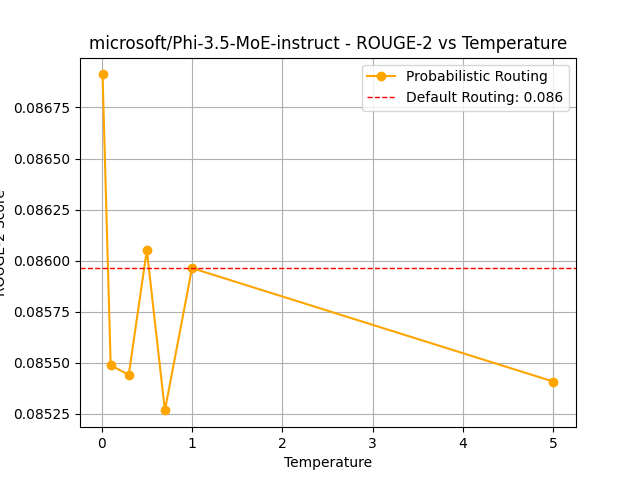 microsoft/Phi-3.5-MoE-instruct - ROUGE-2 vs Temperature
Probabilistic Routing
Default Routing: 0.086
0.08675
0.08650
0.08625
0.08600
0.08575
0.08550
0.08525
ROUGE-2 Score
0 1 2 3 4 5
Temperature